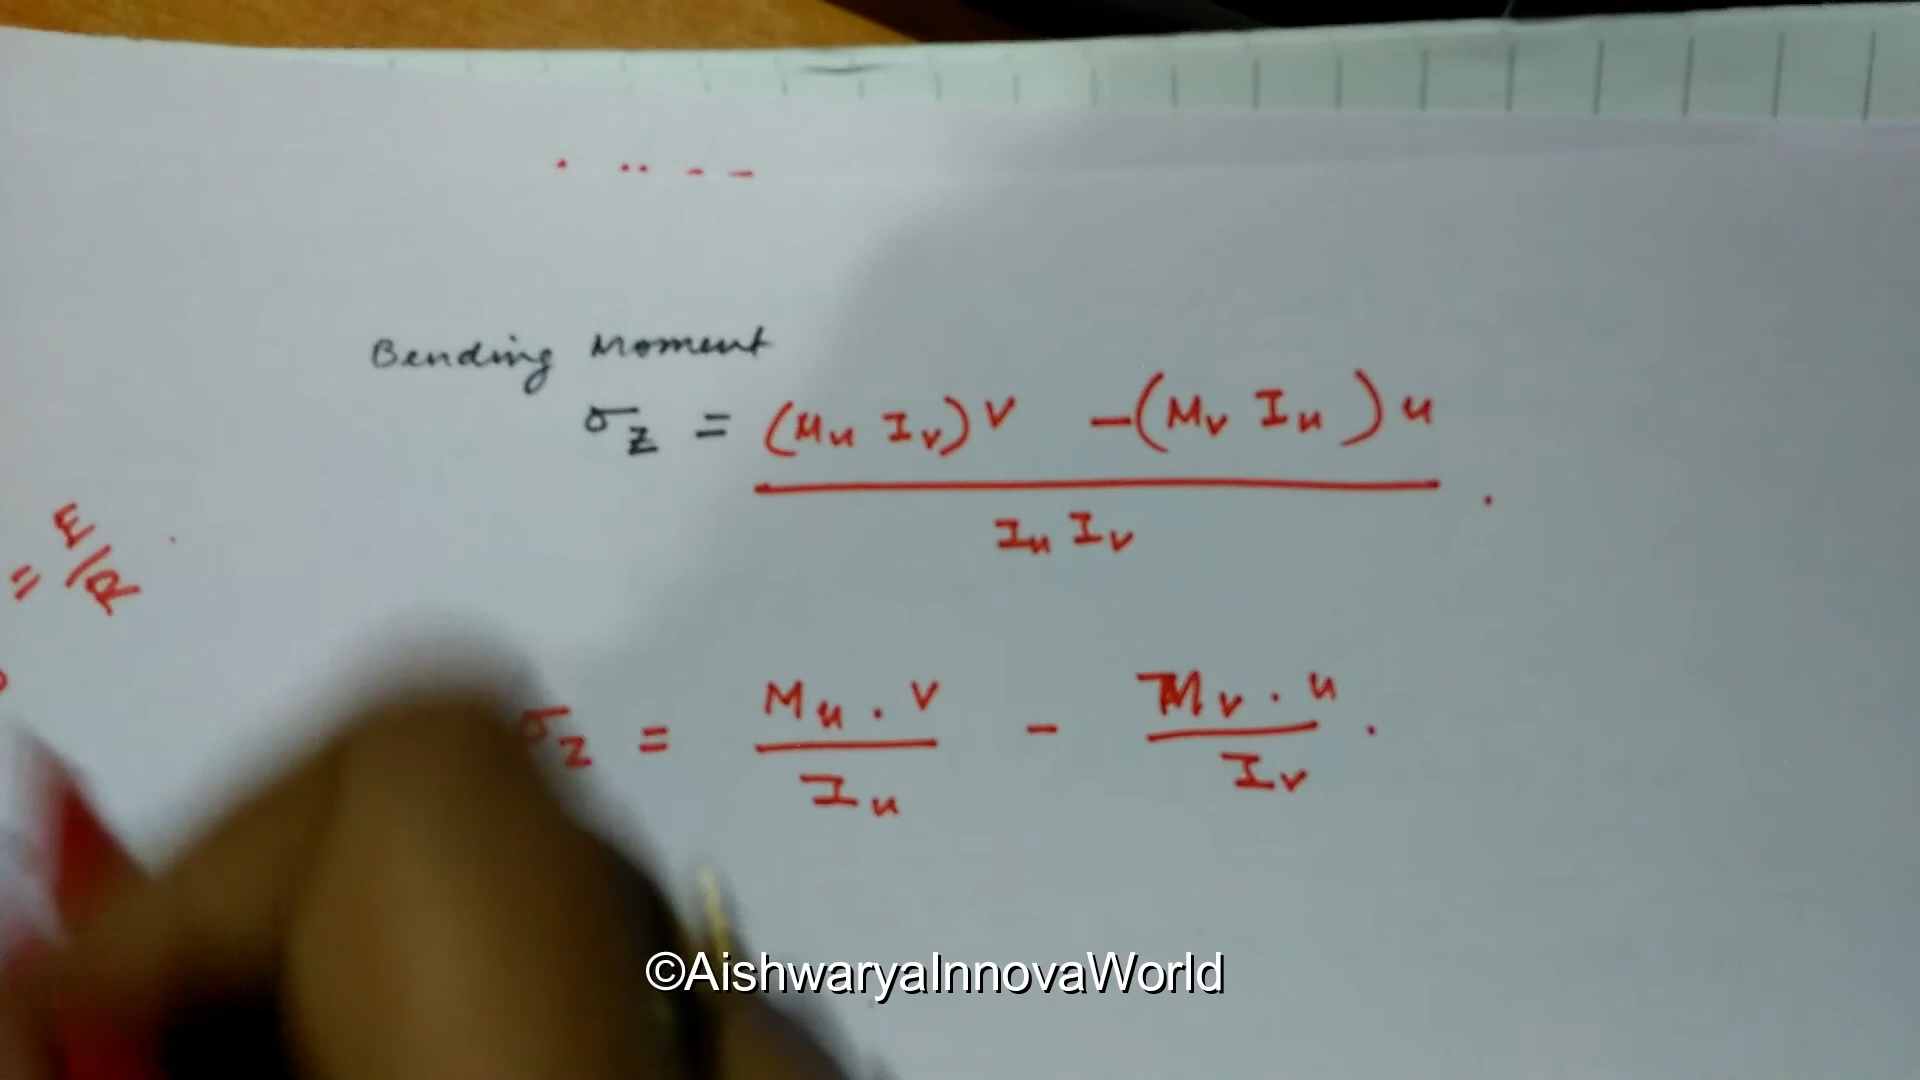 Bending Moment
σz = (Mu Iv) v - (Mv Iu) u
Iu Iv
= E/R
σz = Mu . v / Iu - Mv . u / Iv .
©AishwaryaInnovaWorld